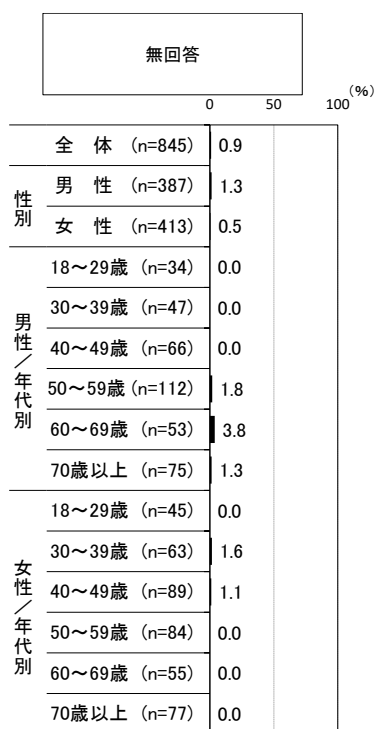 無回答
(%)
0 50 100
全 体 (n=845) 0.9
性別
男 性 (n=387) 1.3
女 性 (n=413) 0.5
男性/年代別
18~29歳 (n=34) 0.0
30~39歳 (n=47) 0.0
40~49歳 (n=66) 0.0
50~59歳 (n=112) 1.8
60~69歳 (n=53) 3.8
70歳以上 (n=75) 1.3
女性/年代別
18~29歳 (n=45) 0.0
30~39歳 (n=63) 1.6
40~49歳 (n=89) 1.1
50~59歳 (n=84) 0.0
60~69歳 (n=55) 0.0
70歳以上 (n=77) 0.0